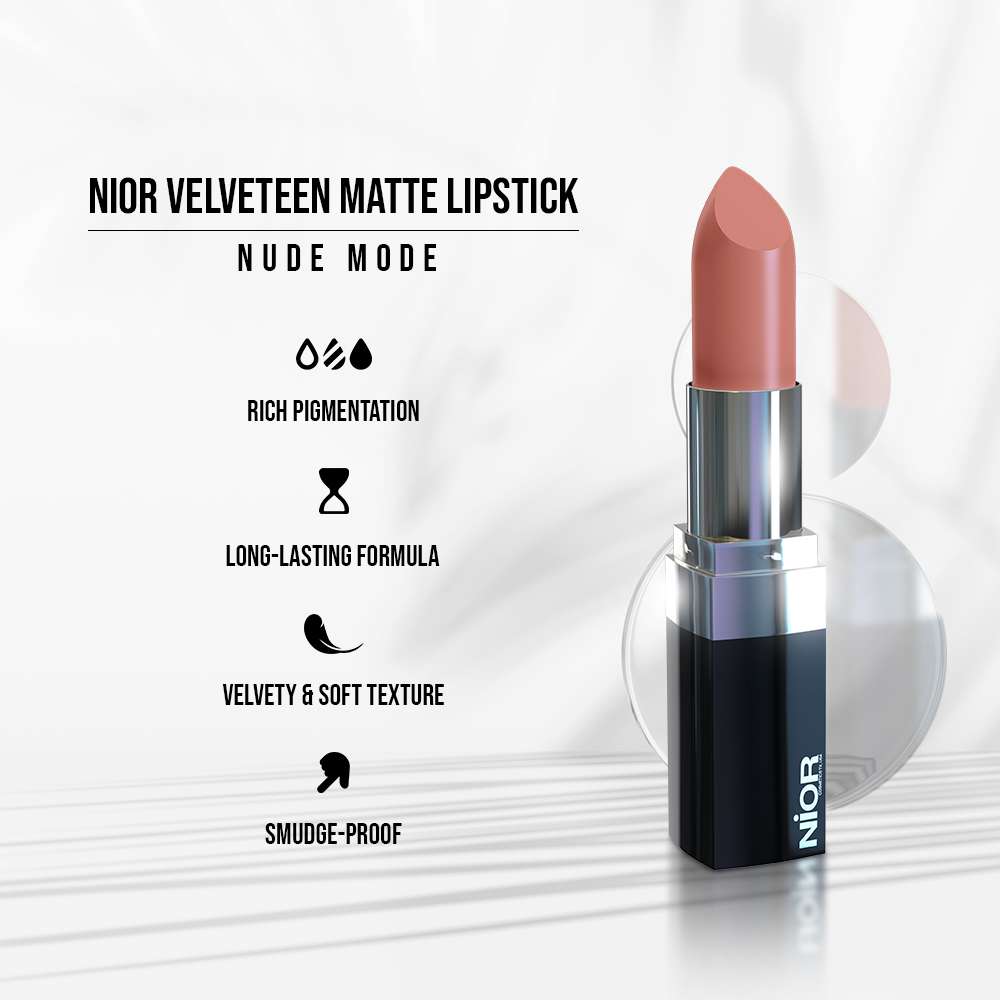 NIOR VELVETEEN MATTE LIPSTICK
NUDE MODE
RICH PIGMENTATION
LONG-LASTING FORMULA
VELVETY & SOFT TEXTURE
SMUDGE-PROOF
NiOR